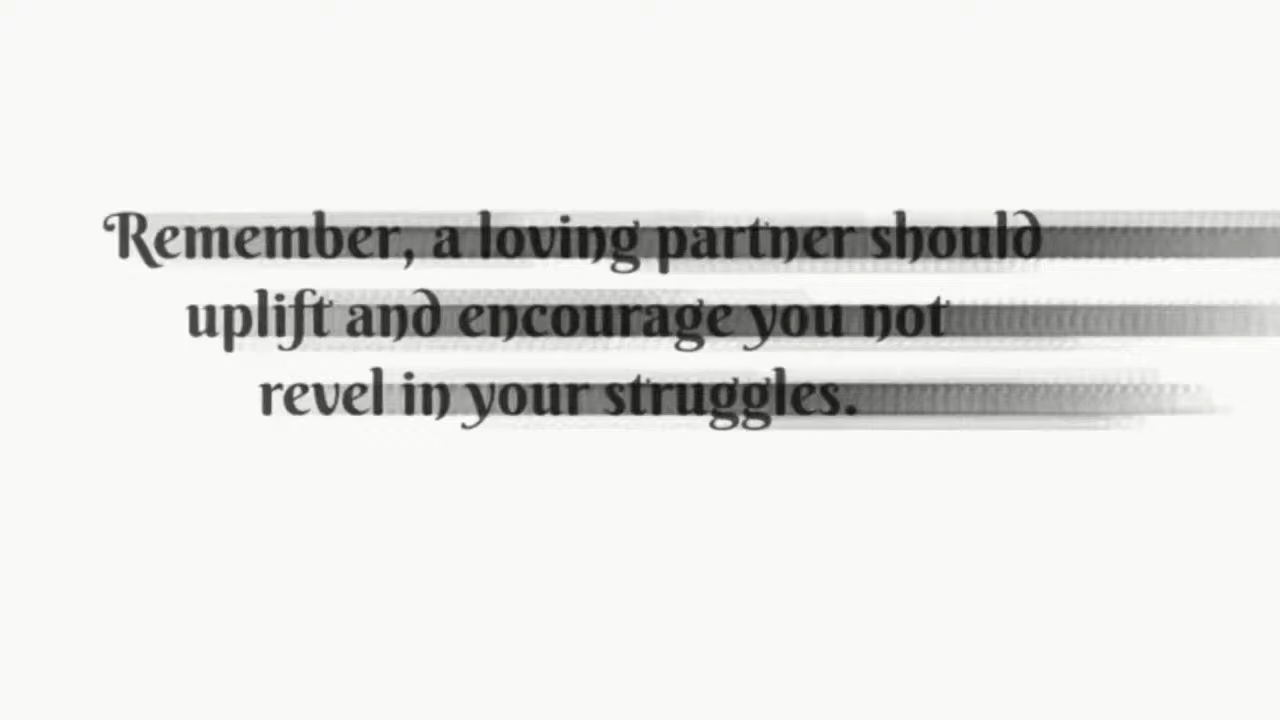 Remember, a loving partner should
uplift and encourage you not
revel in your struggles.